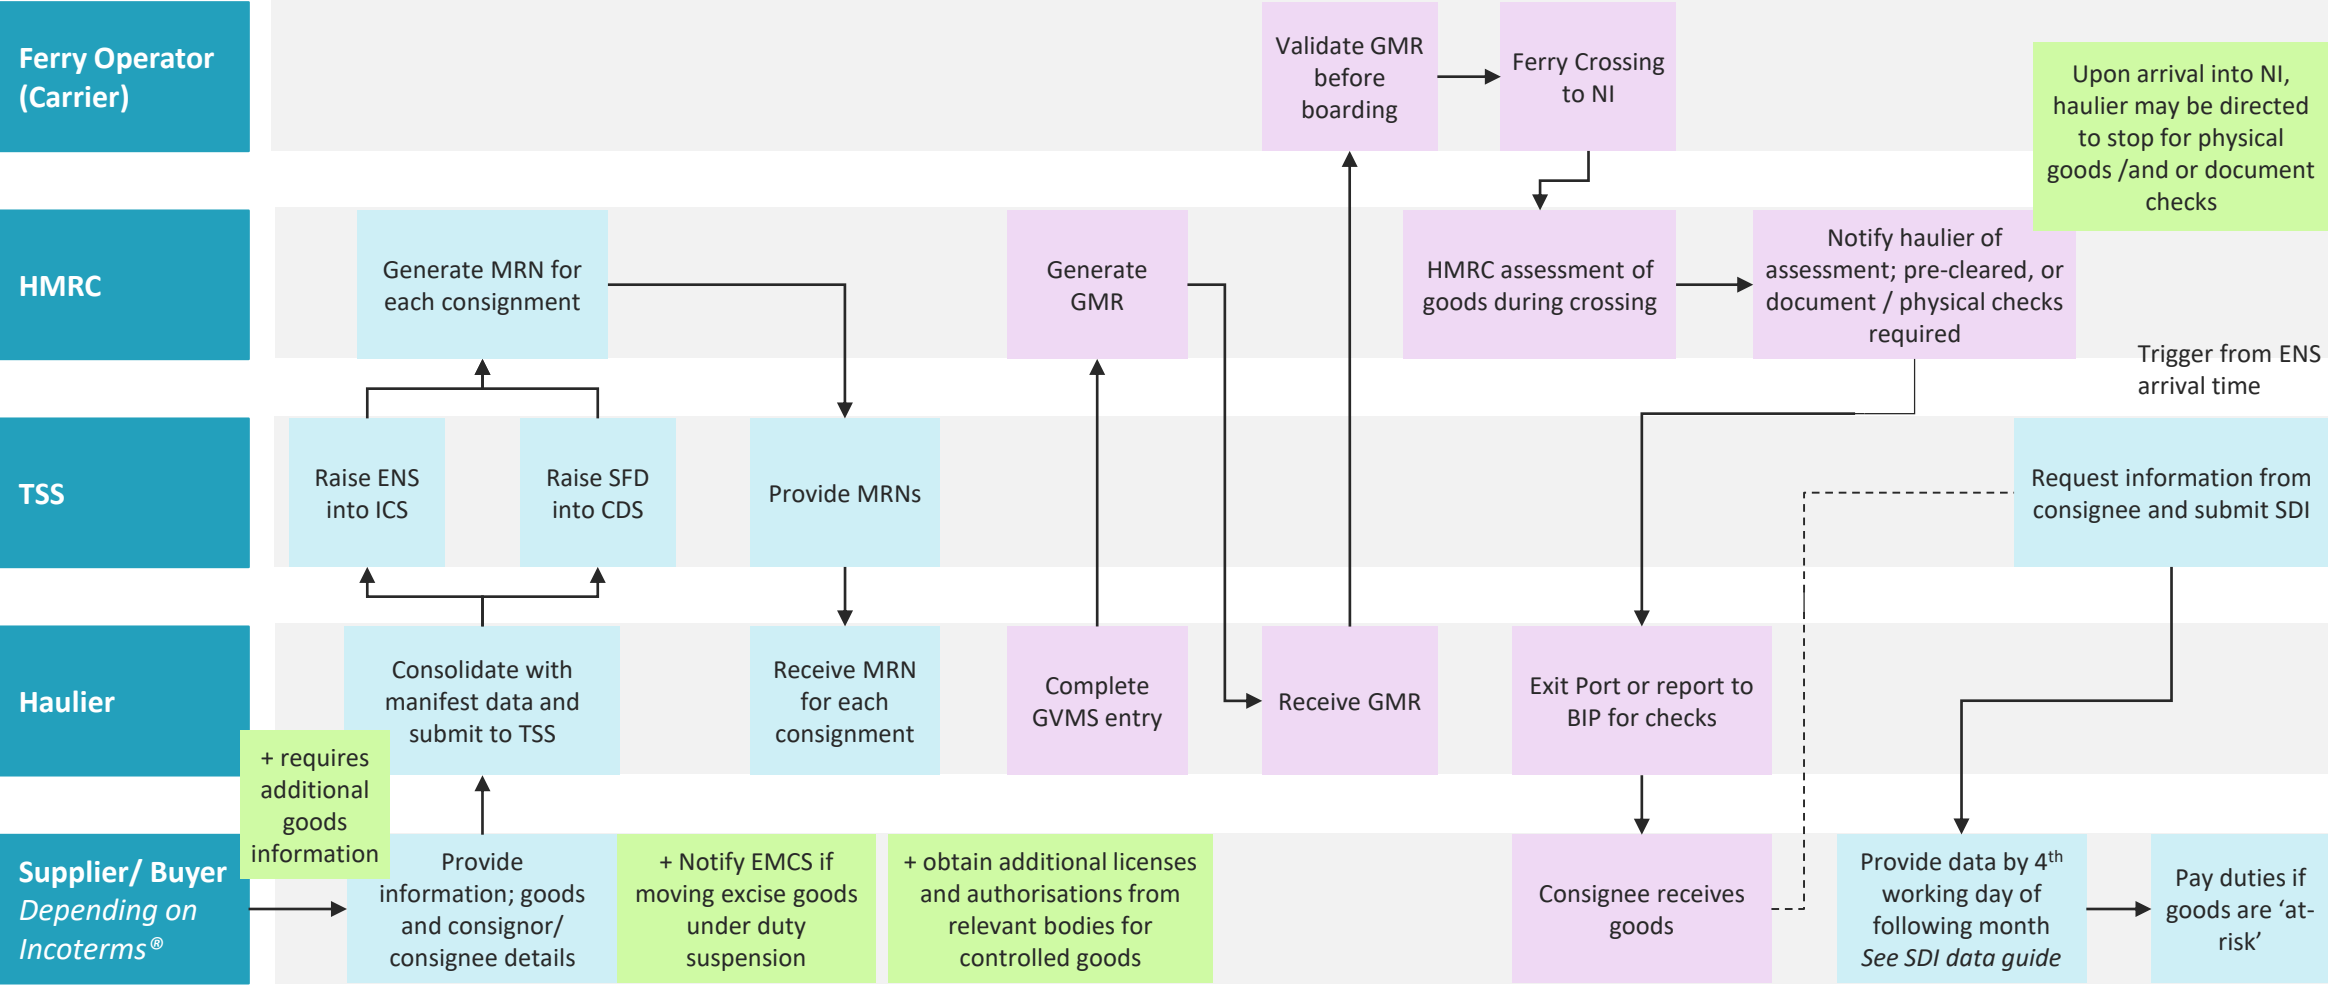 Ferry Operator
(Carrier)
Validate GMR
before
boarding
Ferry Crossing
to NI
Upon arrival into NI,
haulier may be directed
to stop for physical
goods /and or document
checks
HMRC
Generate MRN for
each consignment
Generate
GMR
HMRC assessment of
goods during crossing
Notify haulier of
assessment; pre-cleared, or
document / physical checks
required
Trigger from ENS
arrival time
TSS
Raise ENS
into ICS
Raise SFD
into CDS
Provide MRNs
Request information from
consignee and submit SDI
Haulier
Consolidate with
manifest data and
submit to TSS
Receive MRN
for each
consignment
Complete
GVMS entry
Receive GMR
Exit Port or report to
BIP for checks
+ requires
additional
goods
information
Supplier/ Buyer
Depending on
Incoterms®
Provide
information; goods
and consignor/
consignee details
+ Notify EMCS if
moving excise goods
under duty
suspension
+ obtain additional licenses
and authorisations from
relevant bodies for
controlled goods
Consignee receives
goods
Provide data by 4th
working day of
following month
See SDI data guide
Pay duties if
goods are ‘at-
risk’